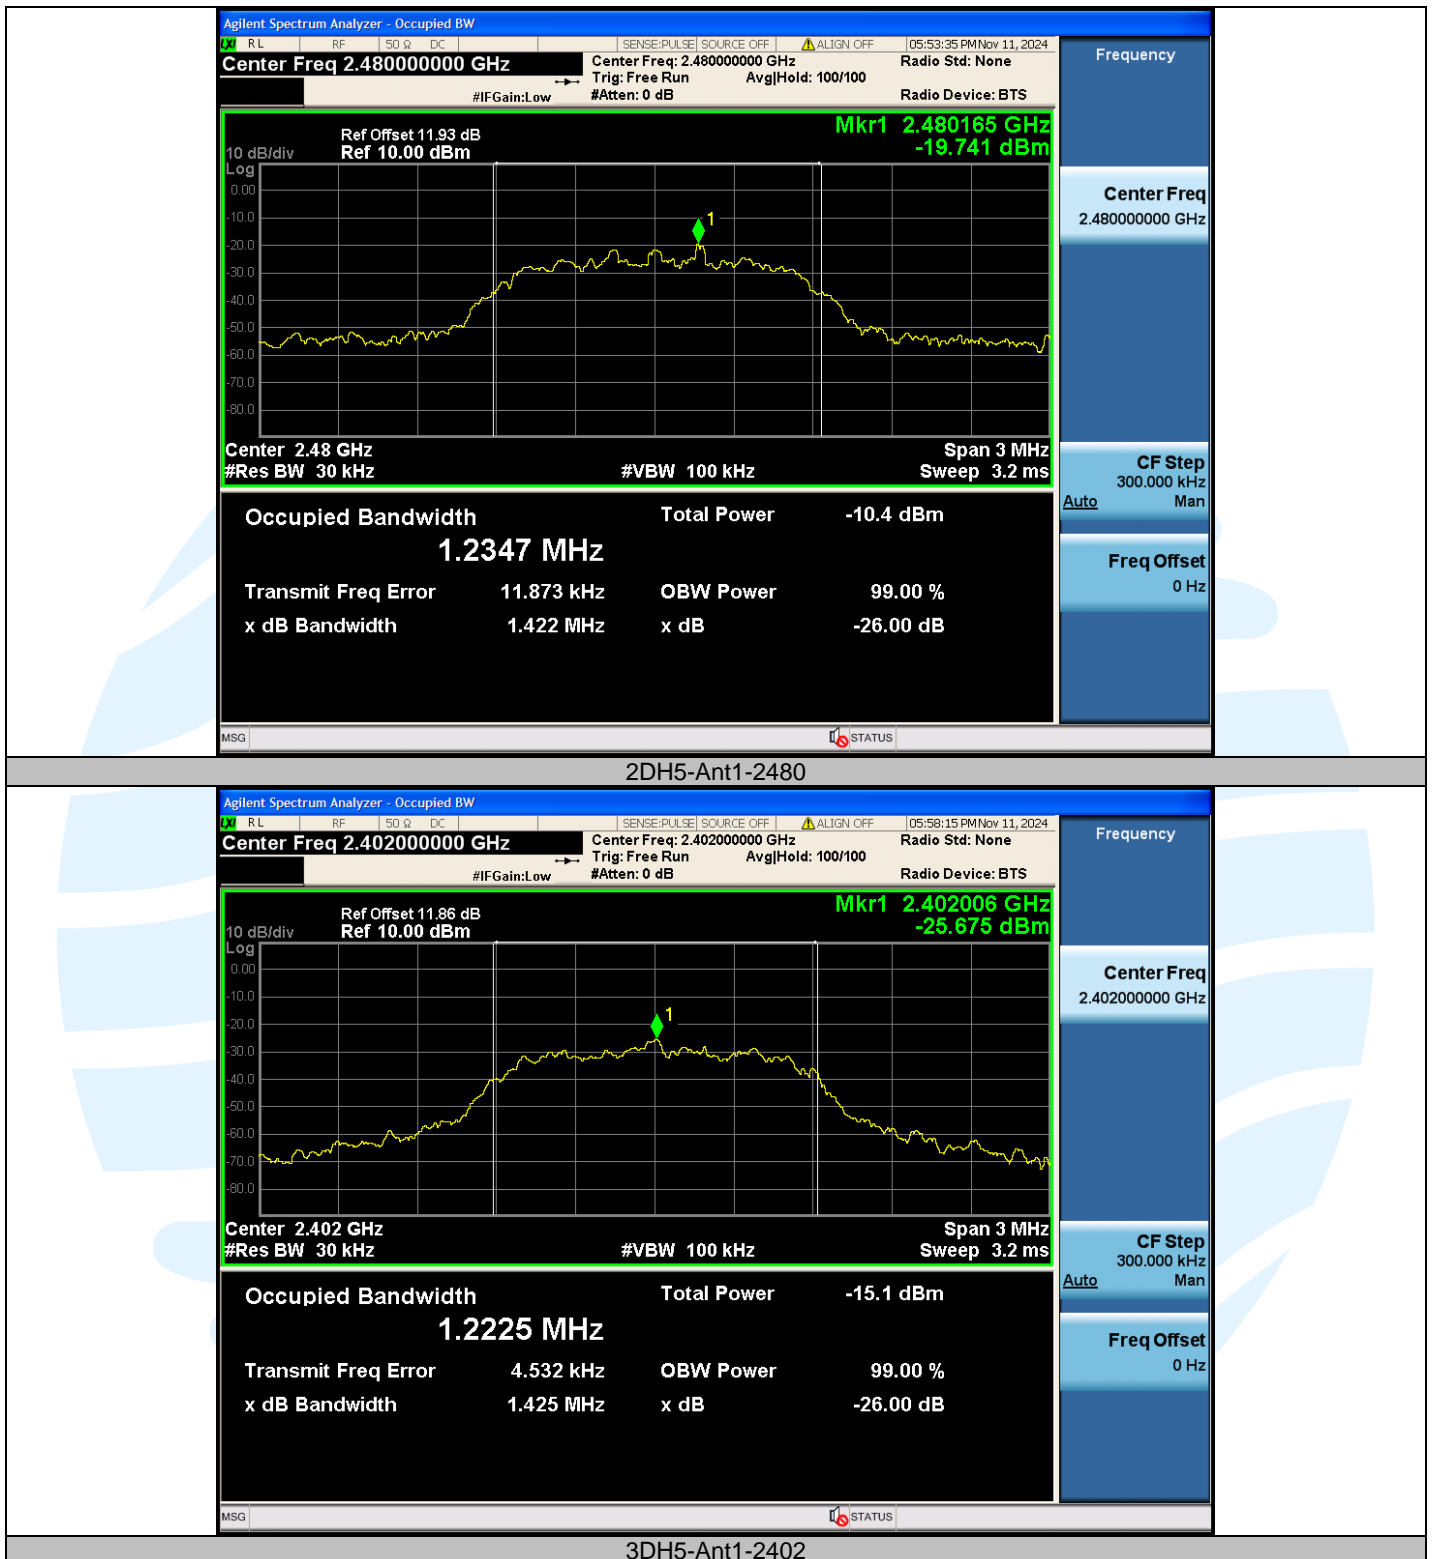 Agilent Spectrum Analyzer - Occupied BW
LXI RL RF 50 Ω DC SENSE:PULSE SOURCE OFF ALIGN OFF 05:53:35 PM Nov 11, 2024
Center Freq 2.480000000 GHz Center Freq: 2.480000000 GHz Radio Std: None Frequency
Trig: Free Run Avg|Hold: 100/100
#IFGain:Low #Atten: 0 dB Radio Device: BTS
Mkr1 2.480165 GHz
Ref Offset 11.93 dB
-19.741 dBm
10 dB/div Ref 10.00 dBm
Log
0.00
-10.0
-20.0
-30.0
-40.0
-50.0
-60.0
-70.0
-80.0
1
Center Freq
2.480000000 GHz
Center 2.48 GHz Span 3 MHz
#Res BW 30 kHz #VBW 100 kHz Sweep 3.2 ms
CF Step
300.000 kHz
Auto Man
Occupied Bandwidth Total Power -10.4 dBm
1.2347 MHz
Transmit Freq Error 11.873 kHz OBW Power 99.00 %
x dB Bandwidth 1.422 MHz x dB -26.00 dB
Freq Offset
0 Hz
MSG STATUS
2DH5-Ant1-2480
Agilent Spectrum Analyzer - Occupied BW
LXI RL RF 50 Ω DC SENSE:PULSE SOURCE OFF ALIGN OFF 05:58:15 PM Nov 11, 2024
Center Freq 2.402000000 GHz Center Freq: 2.402000000 GHz Radio Std: None Frequency
Trig: Free Run Avg|Hold: 100/100
#IFGain:Low #Atten: 0 dB Radio Device: BTS
Mkr1 2.402006 GHz
Ref Offset 11.86 dB
-25.675 dBm
10 dB/div Ref 10.00 dBm
Log
0.00
-10.0
-20.0
-30.0
-40.0
-50.0
-60.0
-70.0
-80.0
1
Center Freq
2.402000000 GHz
Center 2.402 GHz Span 3 MHz
#Res BW 30 kHz #VBW 100 kHz Sweep 3.2 ms
CF Step
300.000 kHz
Auto Man
Occupied Bandwidth Total Power -15.1 dBm
1.2225 MHz
Transmit Freq Error 4.532 kHz OBW Power 99.00 %
x dB Bandwidth 1.425 MHz x dB -26.00 dB
Freq Offset
0 Hz
MSG STATUS
3DH5-Ant1-2402